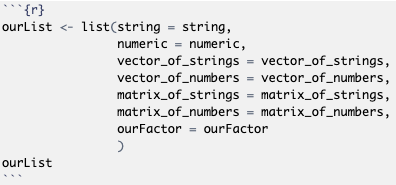 ```{r}
ourList <- list(string = string,
                numeric = numeric,
                vector_of_strings = vector_of_strings,
                vector_of_numbers = vector_of_numbers,
                matrix_of_strings = matrix_of_strings,
                matrix_of_numbers = matrix_of_numbers,
                ourFactor = ourFactor
                )
ourList
```